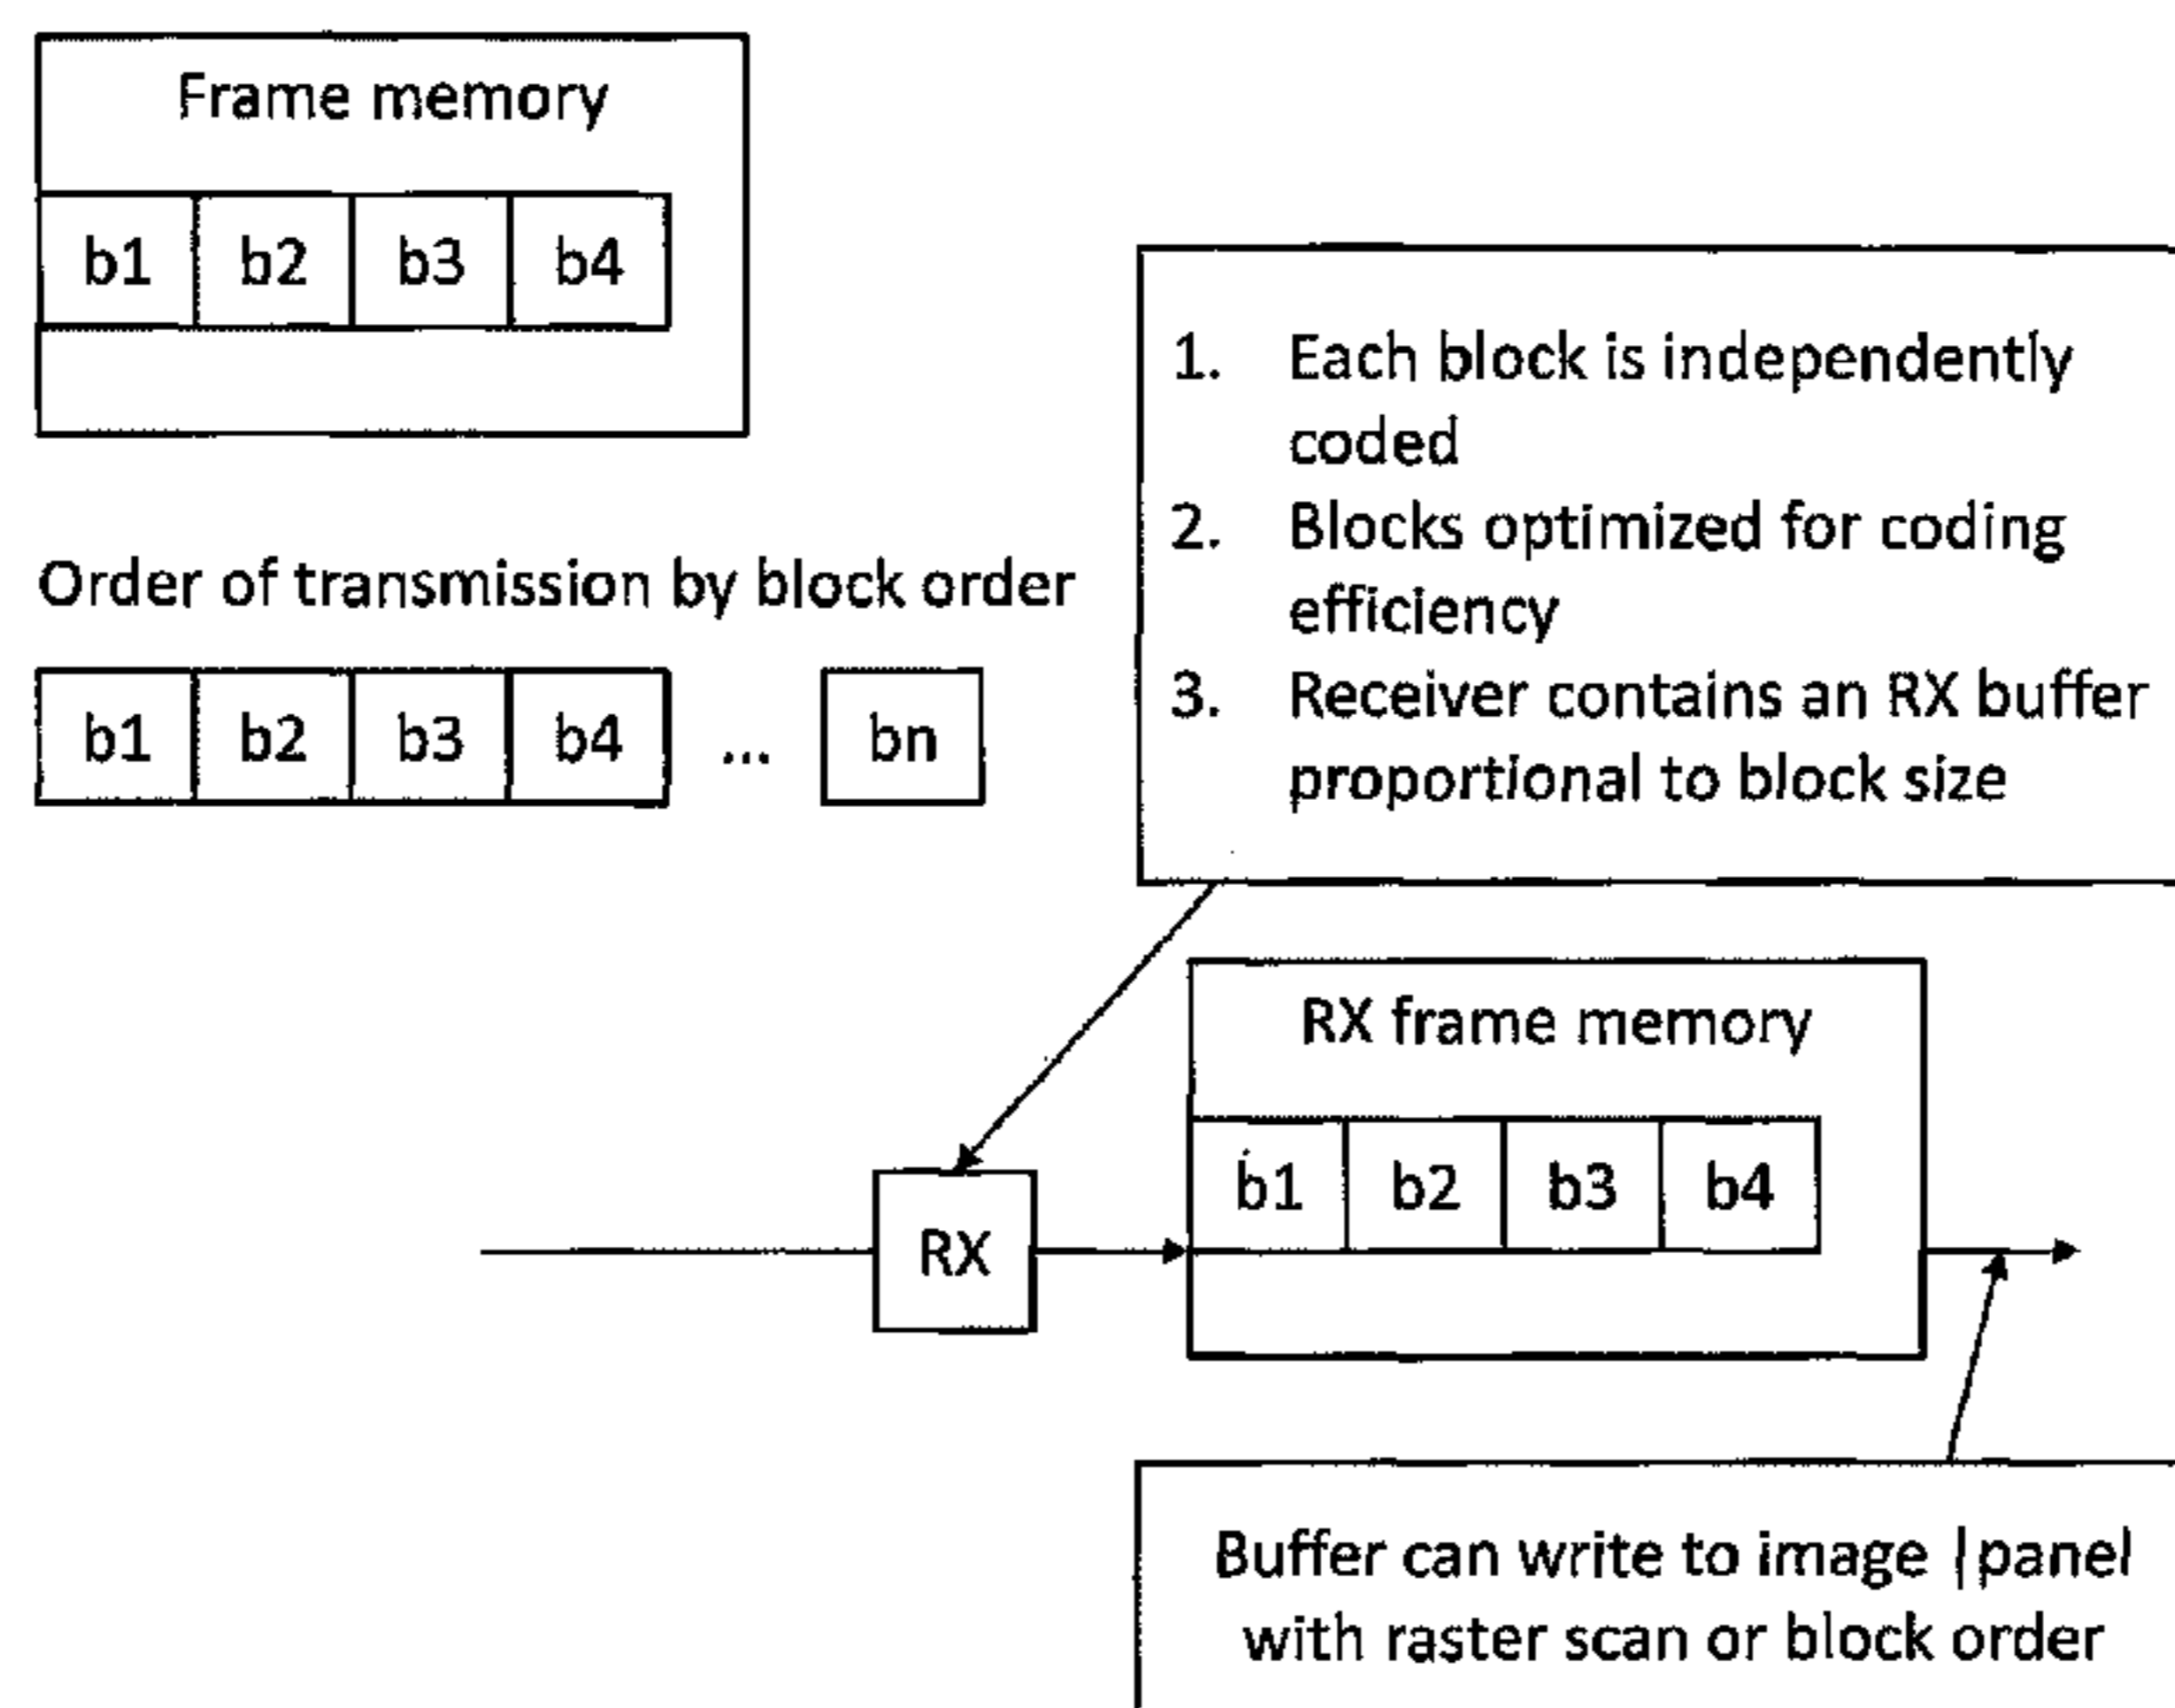 Frame memory
b1 b2 b3 b4
Order of transmission by block order
b1 b2 b3 b4 ... bn
1. Each block is independently
coded
2. Blocks optimized for coding
efficiency
3. Receiver contains an RX buffer
proportional to block size
RX frame memory
b1 b2 b3 b4
RX
Buffer can write to image |panel
with raster scan or block order